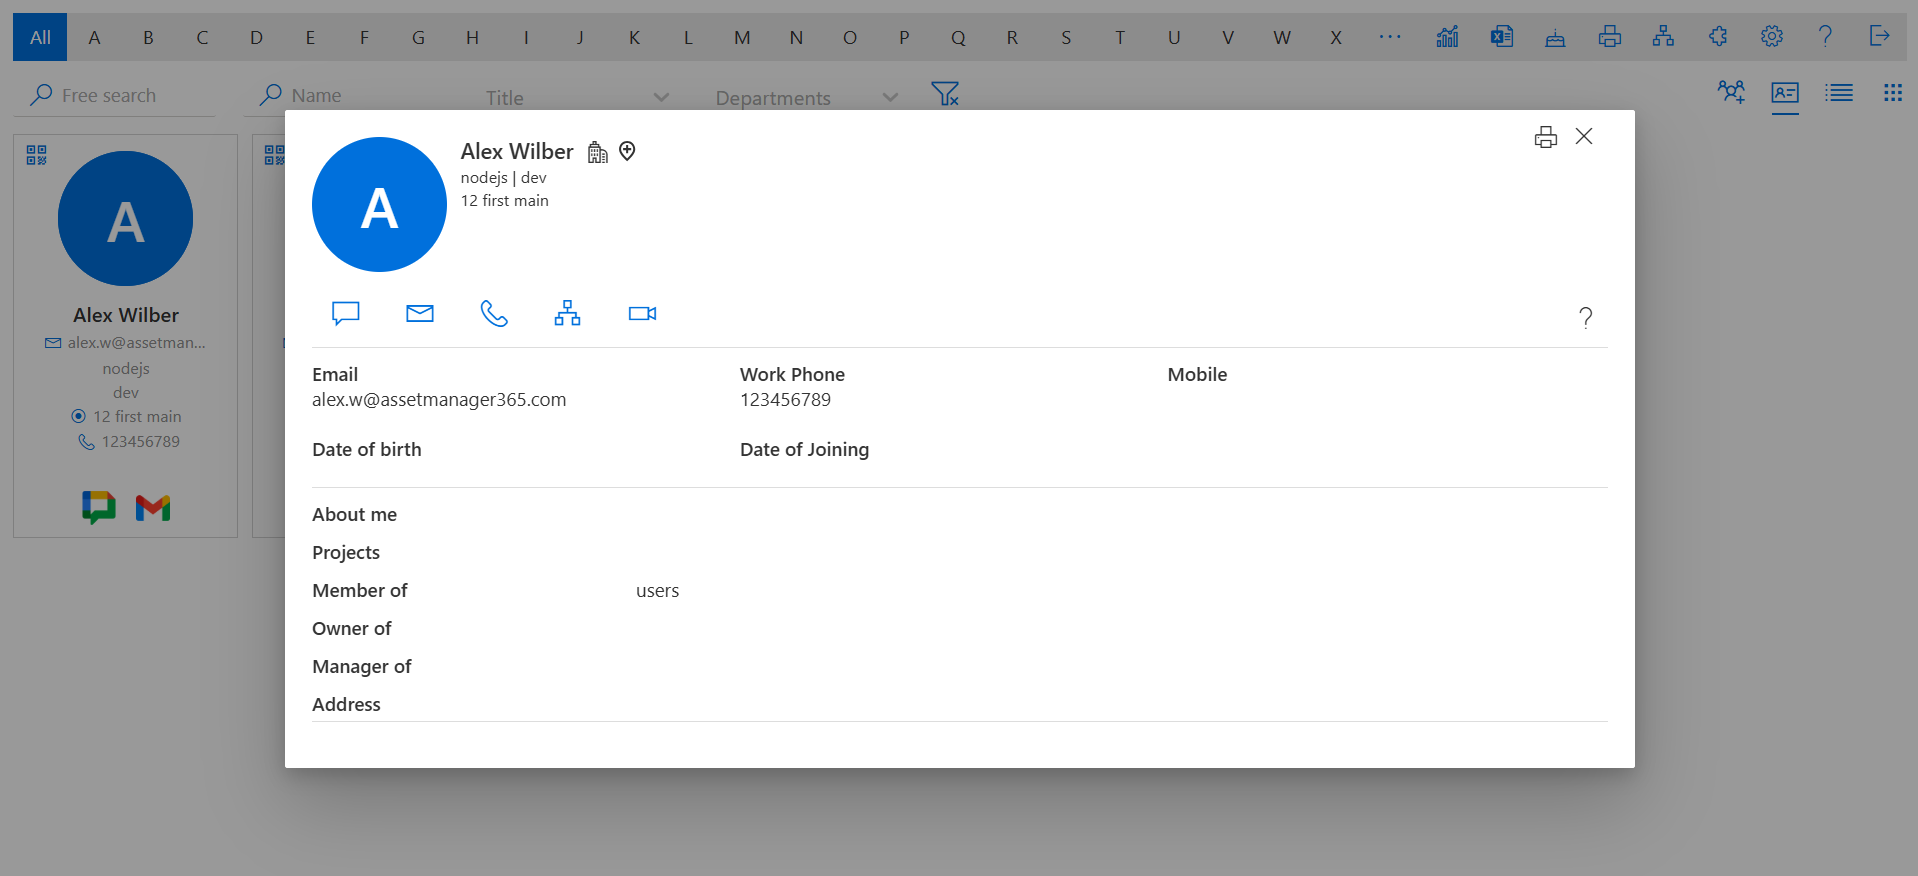 All A B C D E F G H I J K L M N O P Q R S T U V W X ...
Free search Name Title Departments
A
Alex Wilber
alex.w@assetman...
nodejs
dev
12 first main
123456789
A
Alex Wilber
nodejs | dev
12 first main
Email Work Phone Mobile
alex.w@assetmanager365.com 123456789
Date of birth Date of Joining
About me
Projects
Member of users
Owner of
Manager of
Address